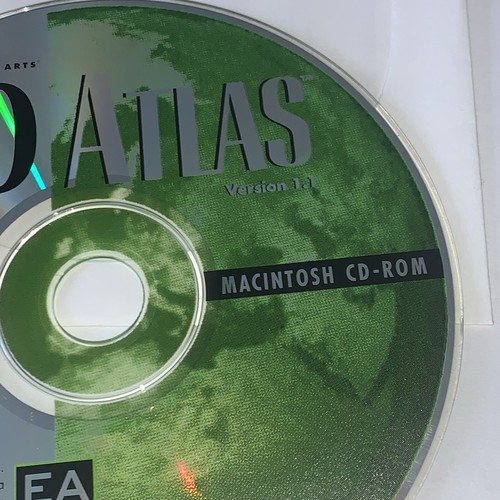 ARTS
D ATLAS
Version 1.1
MACINTOSH CD-ROM
EA